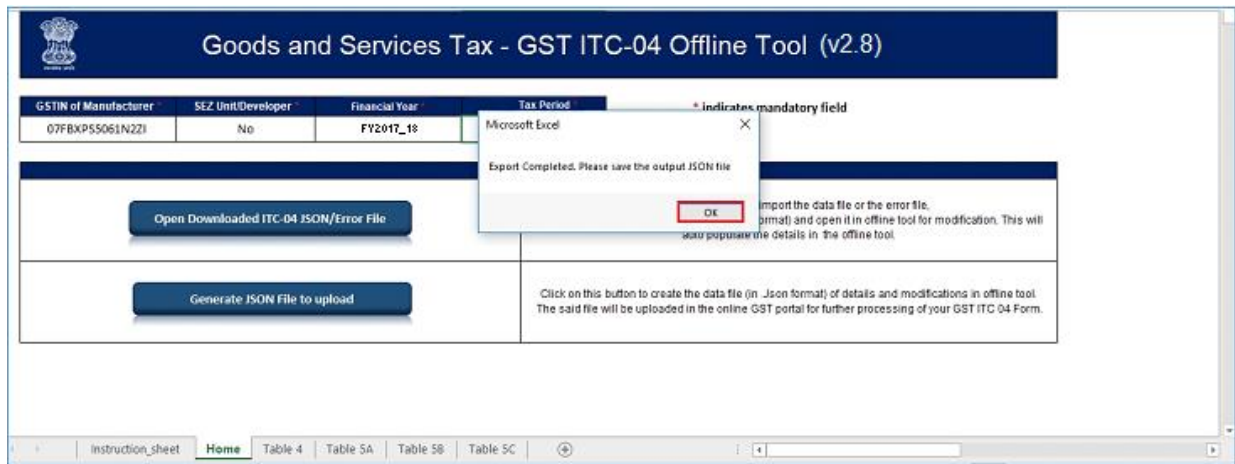 Goods and Services Tax - GST ITC-04 Offline Tool (v2.8)
GSTIN of Manufacturer * SEZ Unit/Developer * Financial Year * Tax Period * * indicates mandatory field
07FBXPS5061N2ZI No FY2017_18
Microsoft Excel
Export Completed. Please save the output JSON file
OK
Open Downloaded ITC-04 JSON/Error File
import the data file or the error file,
format) and open it in offline tool for modification. This will
auto populate the details in the offline tool.
Generate JSON File to upload
Click on this button to create the data file (in .Json format) of details and modifications in offline tool.
The said file will be uploaded in the online GST portal for further processing of your GST ITC 04 Form.
Instruction_sheet Home Table 4 Table 5A Table 5B Table 5C